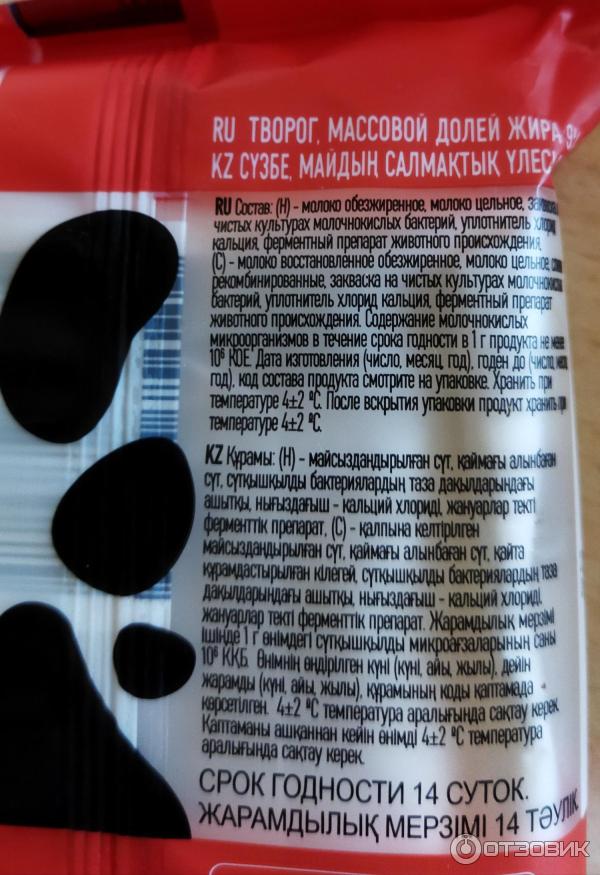 RU ТВОРОГ, МАССОВОЙ ДОЛЕЙ ЖИРА
KZ СҮЗБЕ, МАЙДЫҢ САЛМАҚТЫҚ ҮЛЕСІ
RU Состав: (Н) - молоко обезжиренное, молоко цельное,
чистых культурах молочнокислых бактерий, уплотнитель хлорид
кальция, ферментный препарат животного происхождения.
(С) - молоко восстановленное обезжиренное, молоко цельное,
рекомбинированные, закваска на чистых культурах молочнокислых
бактерий, уплотнитель хлорид кальция, ферментный препарат
животного происхождения. Содержание молочнокислых
микроорганизмов в течение срока годности в 1 г продукта не менее
10⁶ КОЕ. Дата изготовления (число, месяц, год), годен до (число, месяц,
год), код состава продукта смотрите на упаковке. Хранить при
температуре 4±2 ºС. После вскрытия упаковки продукт хранить при
температуре 4±2 ºС.
KZ Құрамы: (Н) - майсыздандырылған сүт, қаймағы алынбаған
сүт, сүтқышқылды бактериялардың таза дақылдарындағы
ашытқы, нығыздағыш - кальций хлориді, жануарлар текті
ферменттік препарат, (С) - қалпына келтірілген
майсыздандырылған сүт, қаймағы алынбаған сүт, қайта
құрамдастырылған кілегей, сүтқышқылды бактериялардың таза
дақылдарындағы ашытқы, нығыздағыш - кальций хлориді,
жануарлар текті ферменттік препарат. Жарамдылық мерзімі
ішінде 1 г өнімдегі сүтқышқылды микроағзаларының саны
10⁶ ККБ. Өнімнің өндірілген күні (күні, айы, жылы), дейін
жарамды (күні, айы, жылы), құрамының коды қаптамада
көрсетілген. 4±2 ºС температура аралығында сақтау керек.
Қаптаманы ашқаннан кейін өнімді 4±2 ºС температура
аралығында сақтау керек.
СРОК ГОДНОСТИ 14 СУТОК.
ЖАРАМДЫЛЫҚ МЕРЗІМІ 14 ТӘУЛІК
ОТЗОВИК